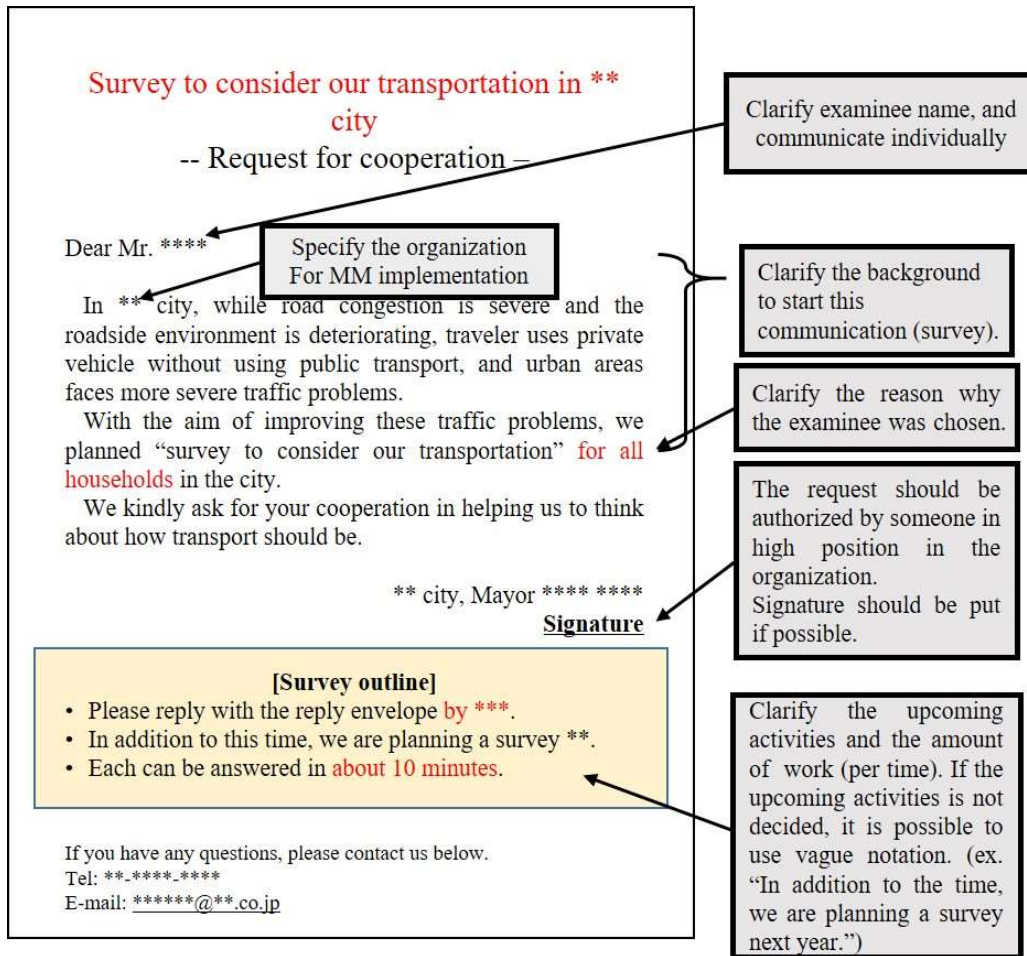 Survey to consider our transportation in **
city
-- Request for cooperation –
Dear Mr. ****
In ** city, while road congestion is severe and the
roadside environment is deteriorating, traveler uses private
vehicle without using public transport, and urban areas
faces more severe traffic problems.
With the aim of improving these traffic problems, we
planned “survey to consider our transportation” for all
households in the city.
We kindly ask for your cooperation in helping us to think
about how transport should be.
** city, Mayor **** ****
Signature
[Survey outline]
• Please reply with the reply envelope by ***.
• In addition to this time, we are planning a survey **.
• Each can be answered in about 10 minutes.
If you have any questions, please contact us below.
Tel: **-****-****
E-mail: ******@**.co.jp
Clarify examinee name, and
communicate individually
Specify the organization
For MM implementation
Clarify the background
to start this
communication (survey).
Clarify the reason why
the examinee was chosen.
The request should be
authorized by someone in
high position in the
organization.
Signature should be put
if possible.
Clarify the upcoming
activities and the amount
of work (per time). If the
upcoming activities is not
decided, it is possible to
use vague notation. (ex.
“In addition to the time,
we are planning a survey
next year.”)